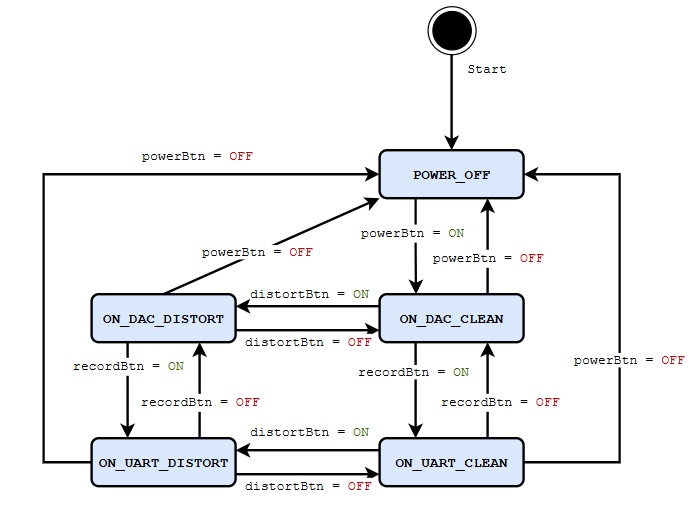 Start
powerBtn = OFF
POWER_OFF
powerBtn = ON
powerBtn = OFF
powerBtn = OFF
distortBtn = ON
ON_DAC_DISTORT
ON_DAC_CLEAN
distortBtn = OFF
powerBtn = OFF
recordBtn = ON
recordBtn = ON
recordBtn = OFF
recordBtn = OFF
distortBtn = ON
ON_UART_DISTORT
ON_UART_CLEAN
distortBtn = OFF